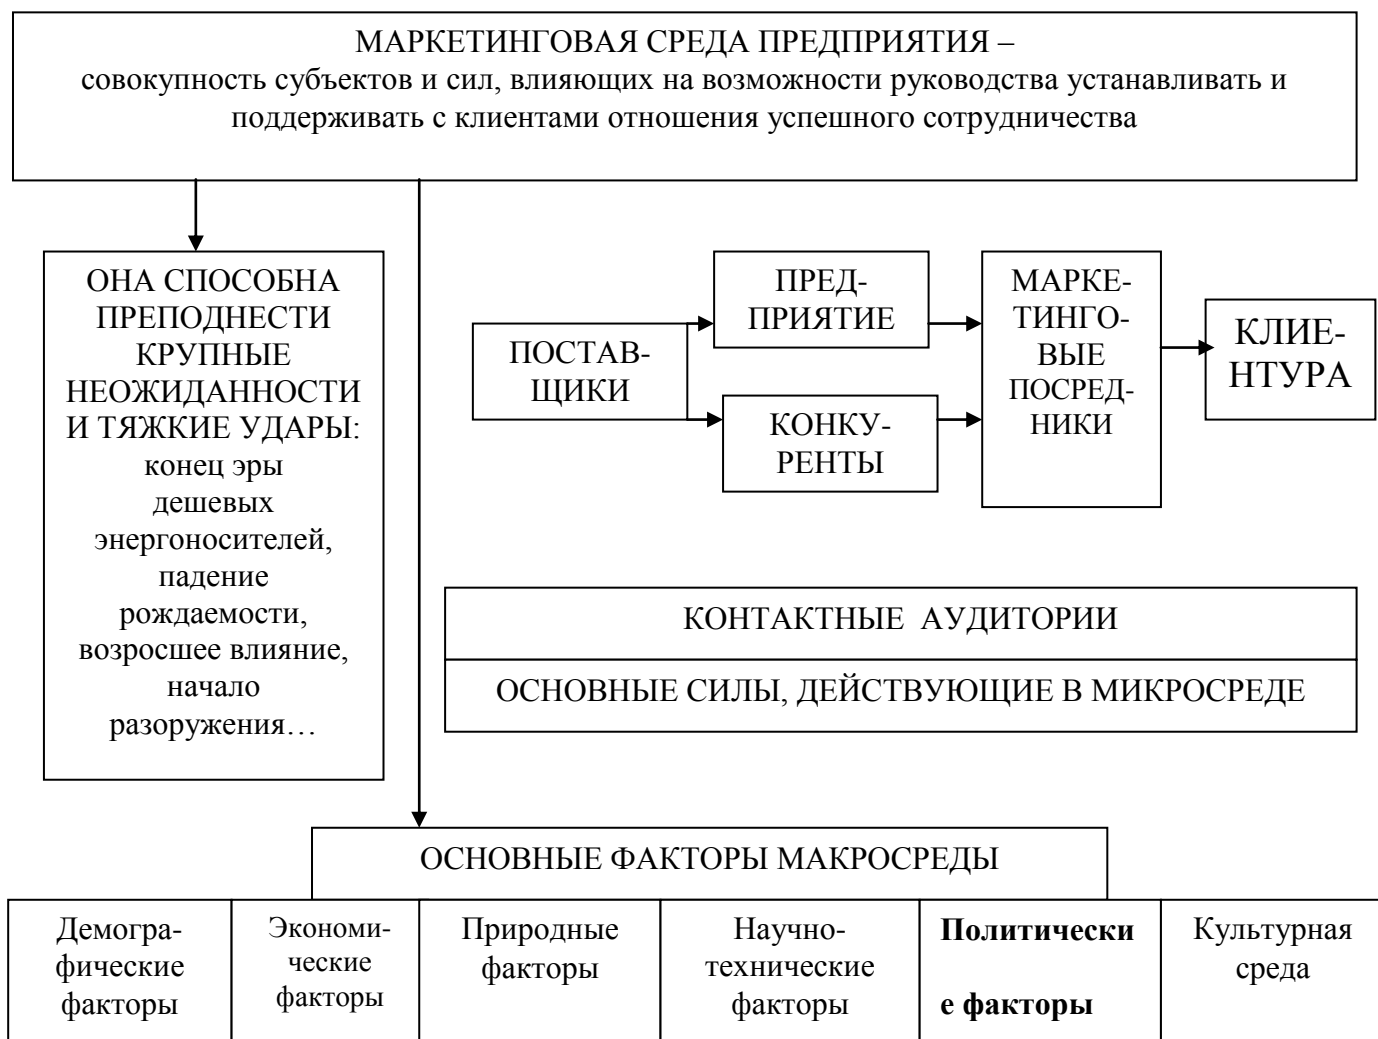 МАРКЕТИНГОВАЯ СРЕДА ПРЕДПРИЯТИЯ –
совокупность субъектов и сил, влияющих на возможности руководства устанавливать и
поддерживать с клиентами отношения успешного сотрудничества
ОНА СПОСОБНА
ПРЕПОДНЕСТИ
КРУПНЫЕ
НЕОЖИДАННОСТИ
И ТЯЖКИЕ УДАРЫ:
конец эры
дешевых
энергоносителей,
падение
рождаемости,
возросшее влияние,
начало
разоружения…
ПОСТАВ-
ЩИКИ
ПРЕД-
ПРИЯТИЕ
КОНКУ-
РЕНТЫ
МАРКЕ-
ТИНГО-
ВЫЕ
ПОСРЕД-
НИКИ
КЛИЕ-
НТУРА
КОНТАКТНЫЕ АУДИТОРИИ
ОСНОВНЫЕ СИЛЫ, ДЕЙСТВУЮЩИЕ В МИКРОСРЕДЕ
ОСНОВНЫЕ ФАКТОРЫ МАКРОСРЕДЫ
Демогра-
фические
факторы
Экономи-
ческие
факторы
Природные
факторы
Научно-
технические
факторы
Политически
е факторы
Культурная
среда